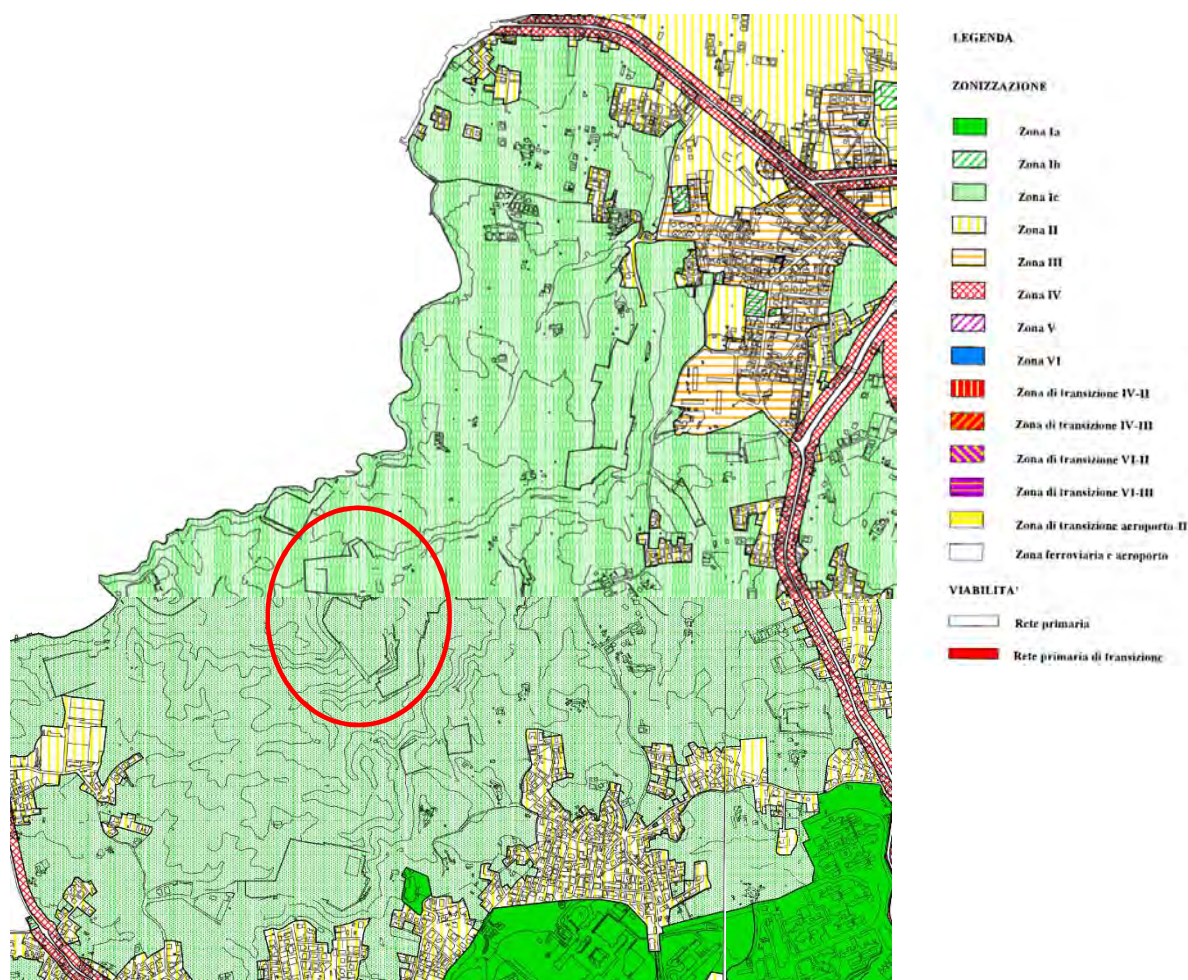 LEGENDA
ZONIZZAZIONE
Zona Ia
Zona Ib
Zona Ic
Zona II
Zona III
Zona IV
Zona V
Zona VI
Zona di transizione IV-II
Zona di transizione IV-III
Zona di transizione VI-II
Zona di transizione VI-III
Zona di transizione aeroporto-II
Zona ferroviaria e aeroporto
VIABILITA'
Rete primaria
Rete primaria di transizione